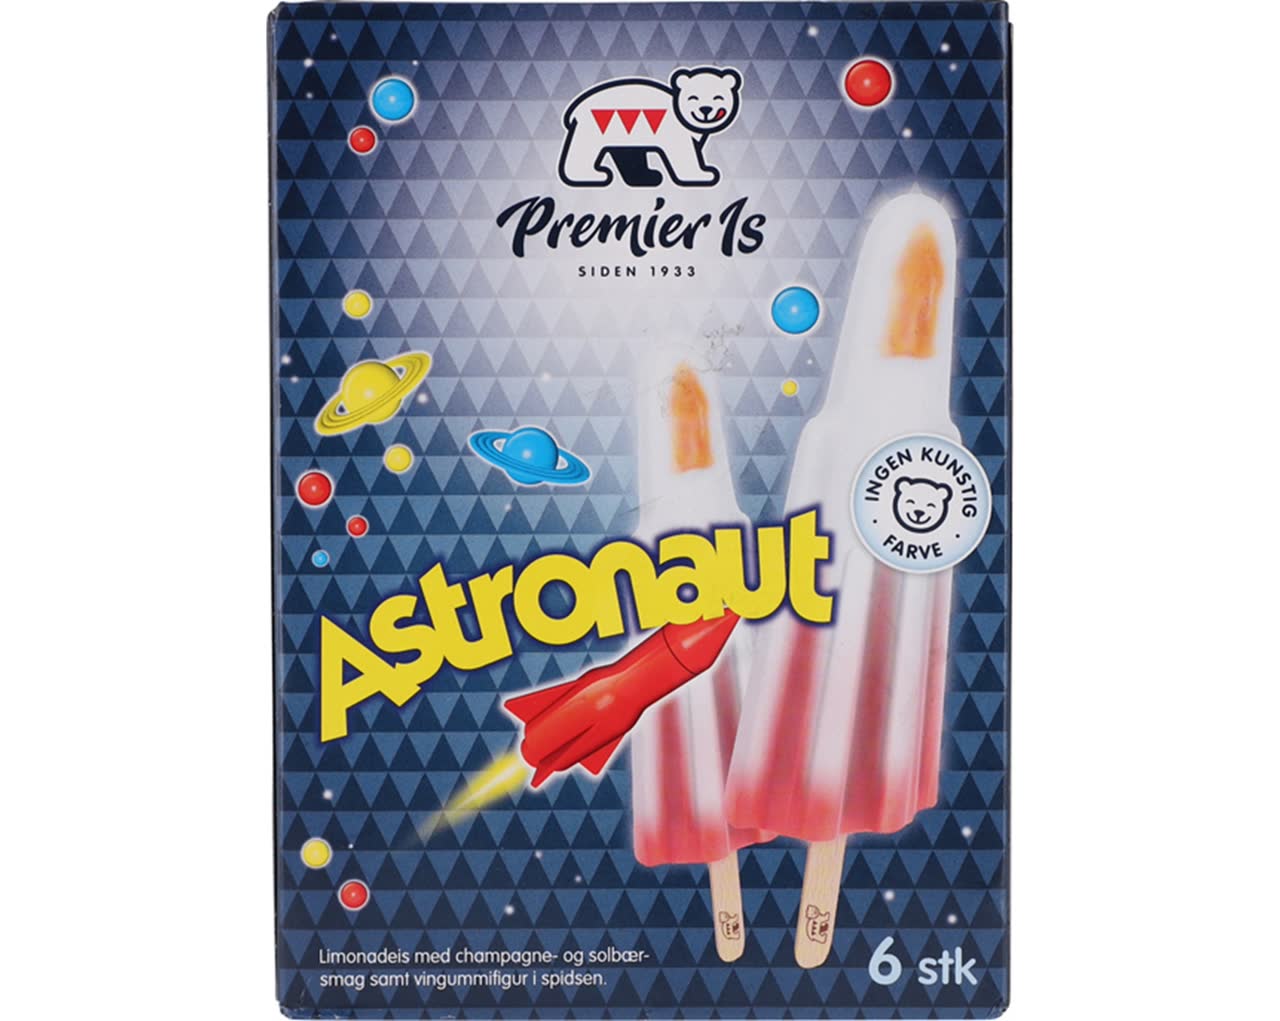 Premier Is
SIDEN 1933
INGEN KUNSTIG
FARVE
Astronaut
Limonadeis med champagne- og solbær-
smag samt vingummifigur i spidsen.
6 stk